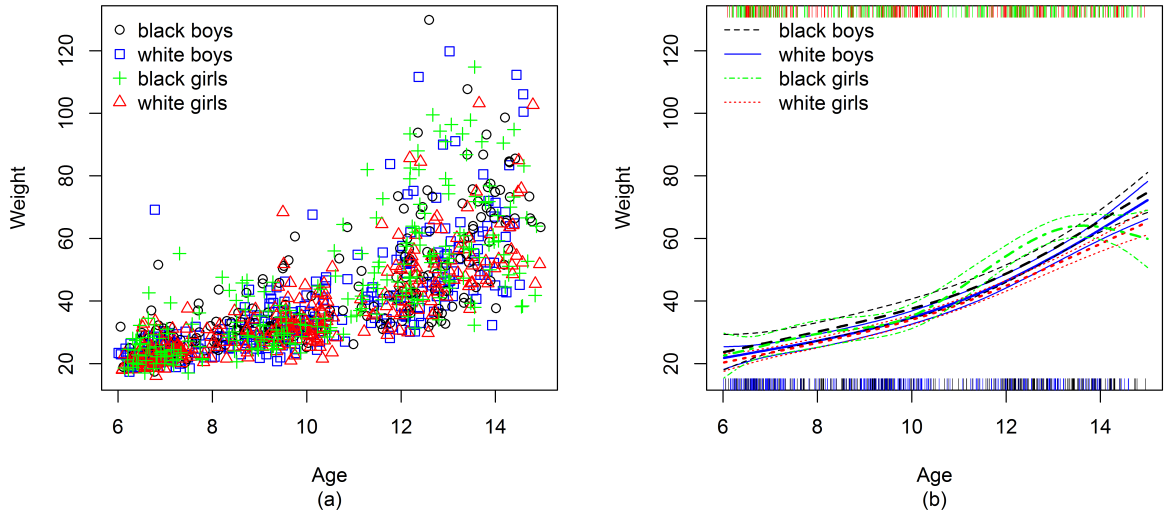 black boys
white boys
black girls
white girls
Weight
20 40 60 80 100 120
6 8 10 12 14
Age
(a)
black boys
white boys
black girls
white girls
Weight
20 40 60 80 100 120
6 8 10 12 14
Age
(b)